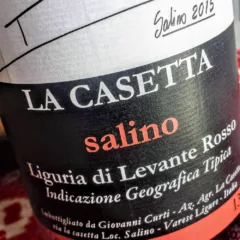 Salino 2015
LA CASETTA
salino
Liguria di Levante Rosso
Indicazione Geografica Tipica
Imbottigliato da Giovanni Curti - Az. Agr. La
via la casetta Loc. Salino - Varese Ligure - Italia